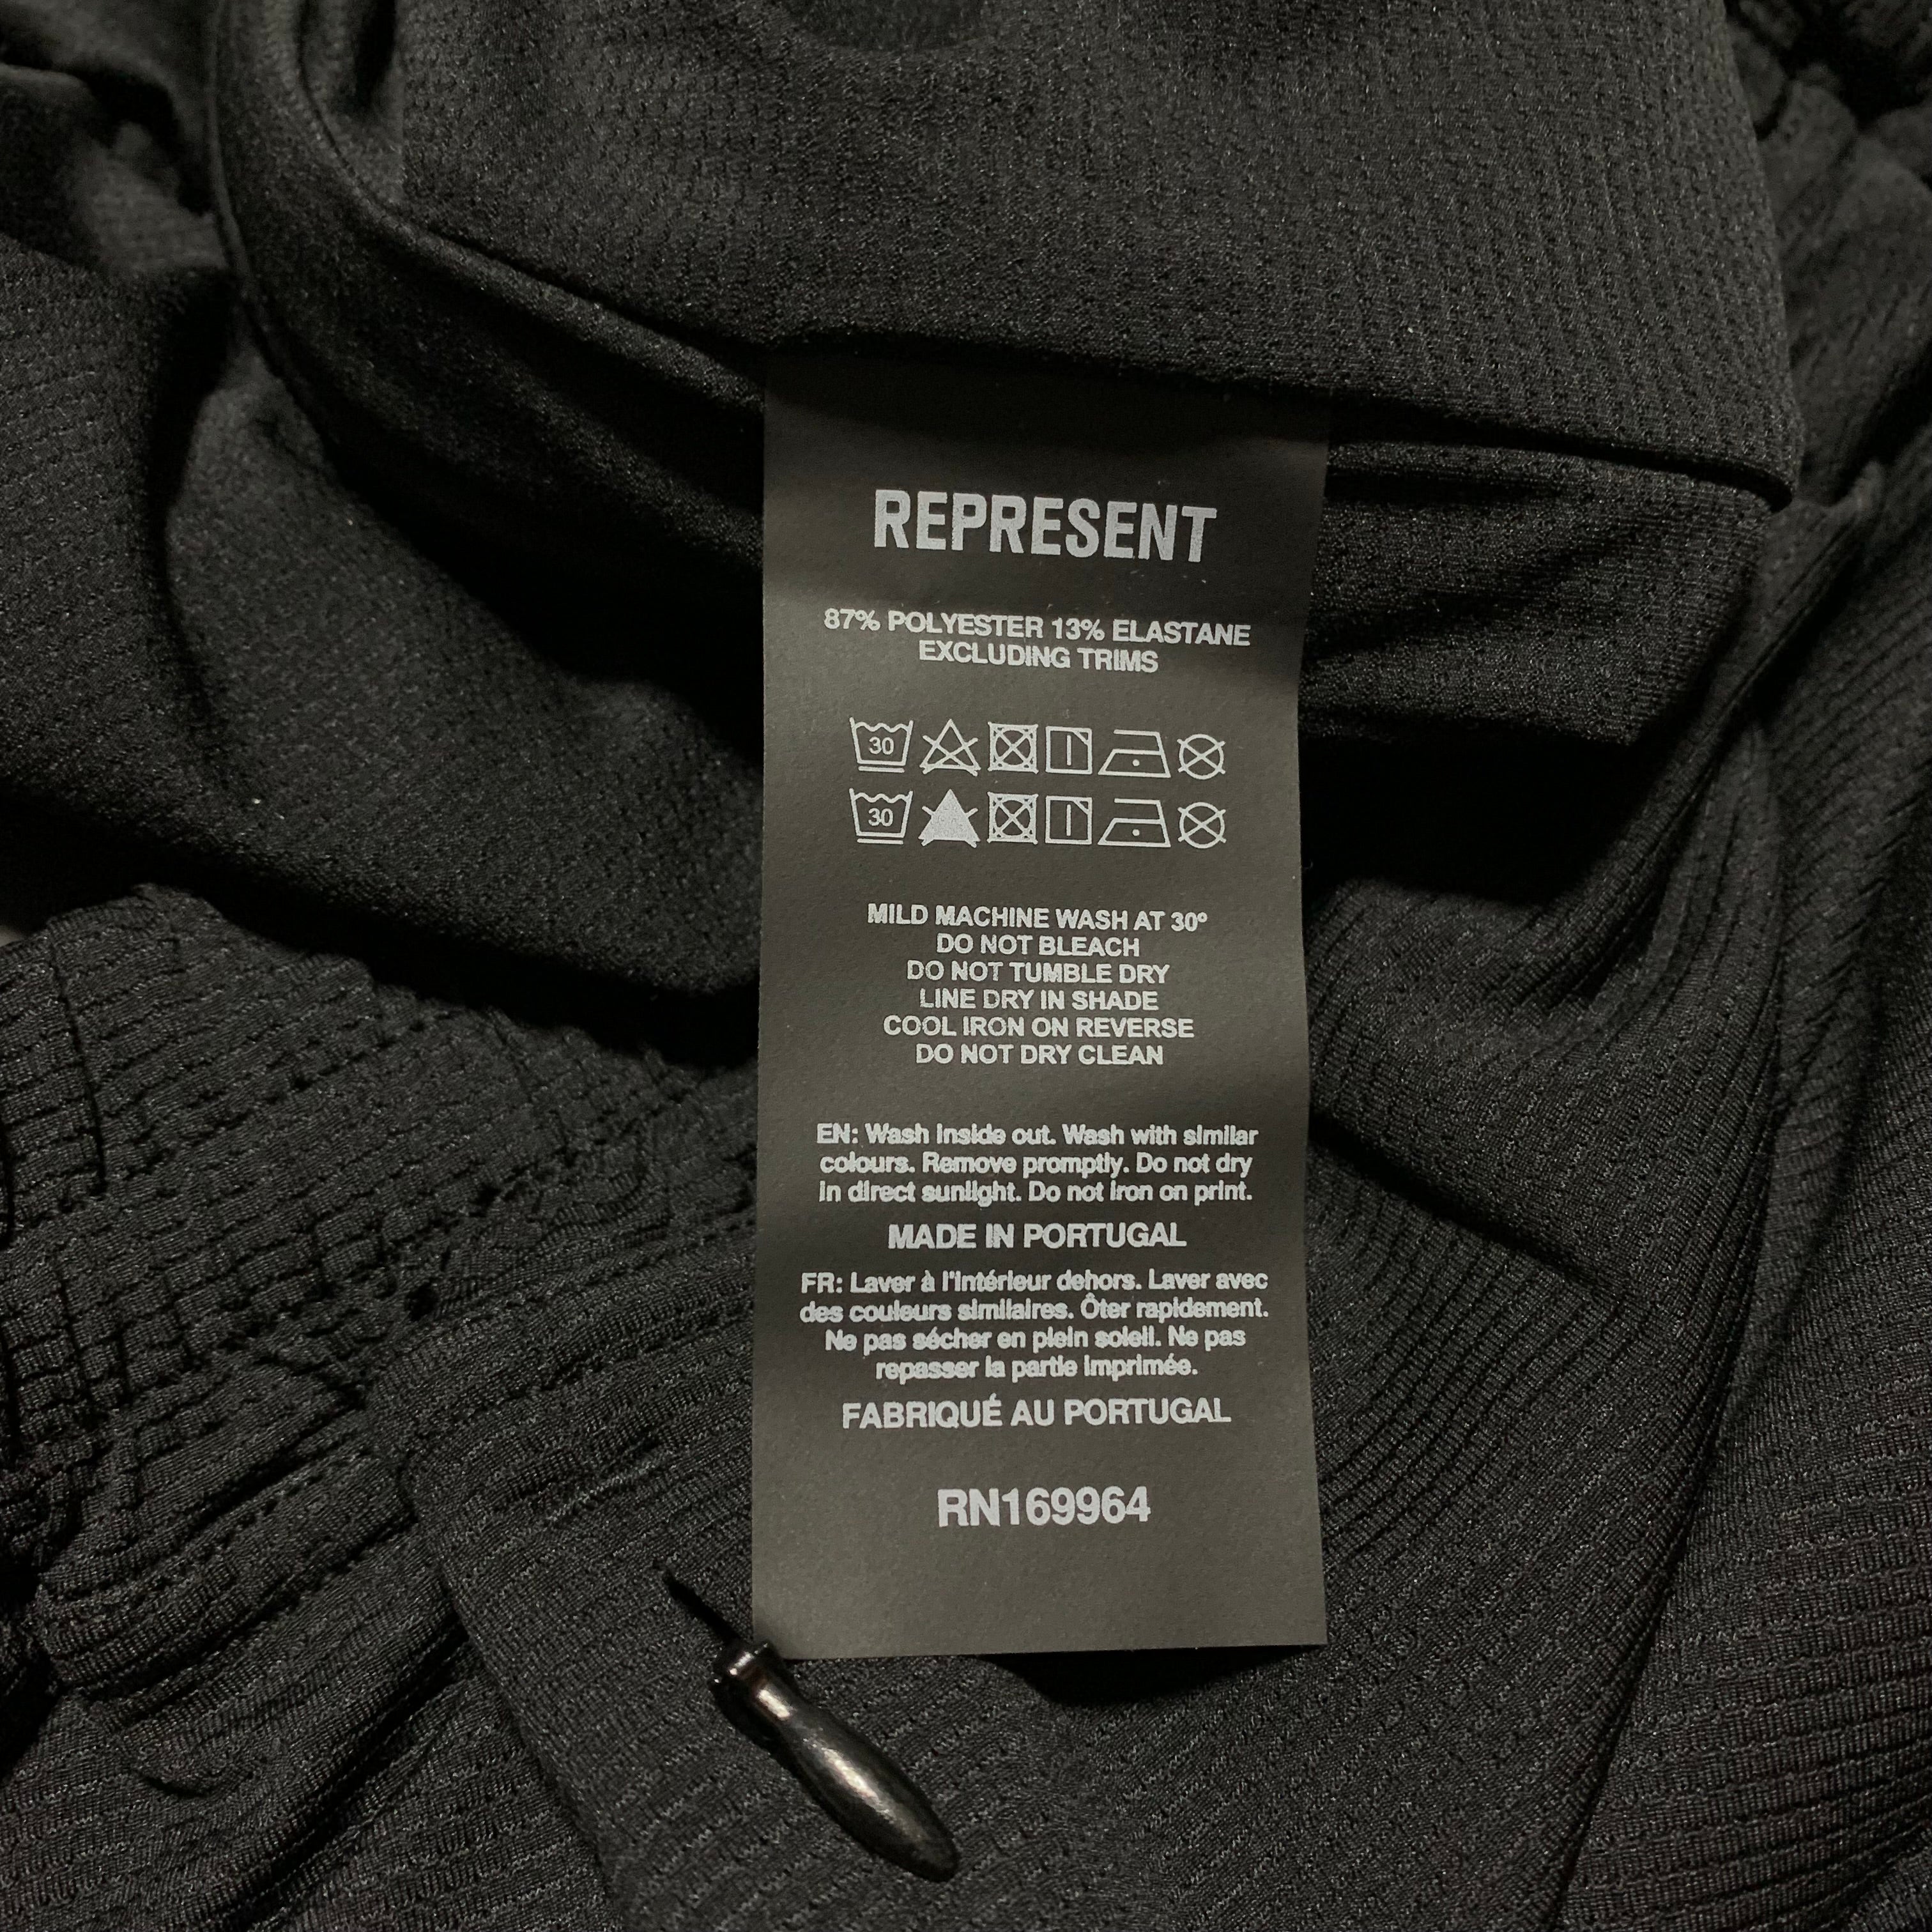 REPRESENT
87% POLYESTER 13% ELASTANE
EXCLUDING TRIMS
30
30
MILD MACHINE WASH AT 30º
DO NOT BLEACH
DO NOT TUMBLE DRY
LINE DRY IN SHADE
COOL IRON ON REVERSE
DO NOT DRY CLEAN
EN: Wash inside out. Wash with similar
colours. Remove promptly. Do not dry
in direct sunlight. Do not iron on print.
MADE IN PORTUGAL
FR: Laver à l'intérieur dehors. Laver avec
des couleurs similaires. Ôter rapidement.
Ne pas sécher en plein soleil. Ne pas
repasser la partie imprimée.
FABRIQUÉ AU PORTUGAL
RN169964